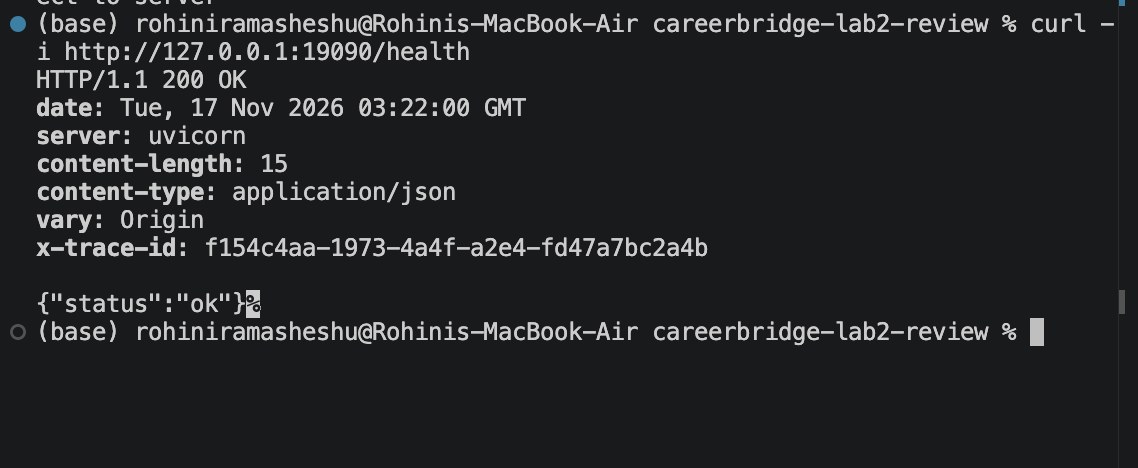 (base) rohiniramasheshu@Rohinis-MacBook-Air careerbridge-lab2-review % curl -
i http://127.0.0.1:19090/health
HTTP/1.1 200 OK
date: Tue, 17 Nov 2026 03:22:00 GMT
server: uvicorn
content-length: 15
content-type: application/json
vary: Origin
x-trace-id: f154c4aa-1973-4a4f-a2e4-fd47a7bc2a4b
{"status":"ok"}%
(base) rohiniramasheshu@Rohinis-MacBook-Air careerbridge-lab2-review %